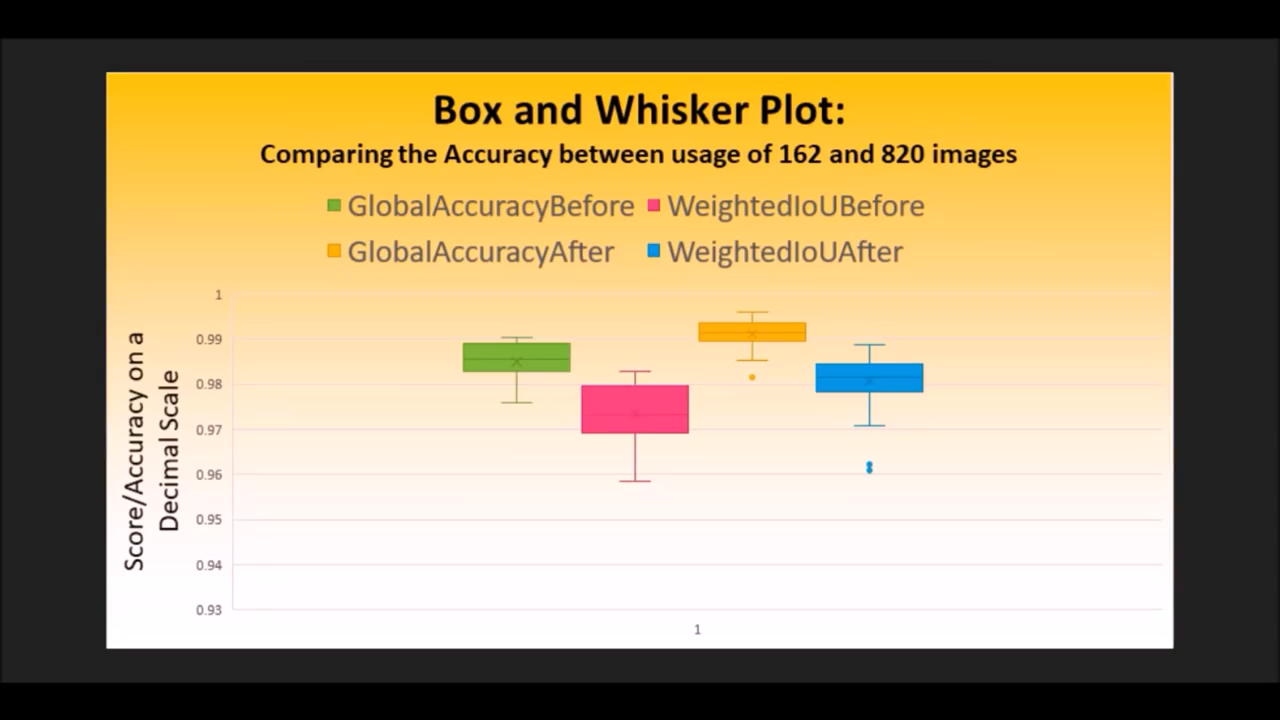 Box and Whisker Plot:
Comparing the Accuracy between usage of 162 and 820 images
GlobalAccuracyBefore WeightedIoUBefore
GlobalAccuracyAfter WeightedIoUAfter
Score/Accuracy on a
Decimal Scale
1
0.99
0.98
0.97
0.96
0.95
0.94
0.93
1